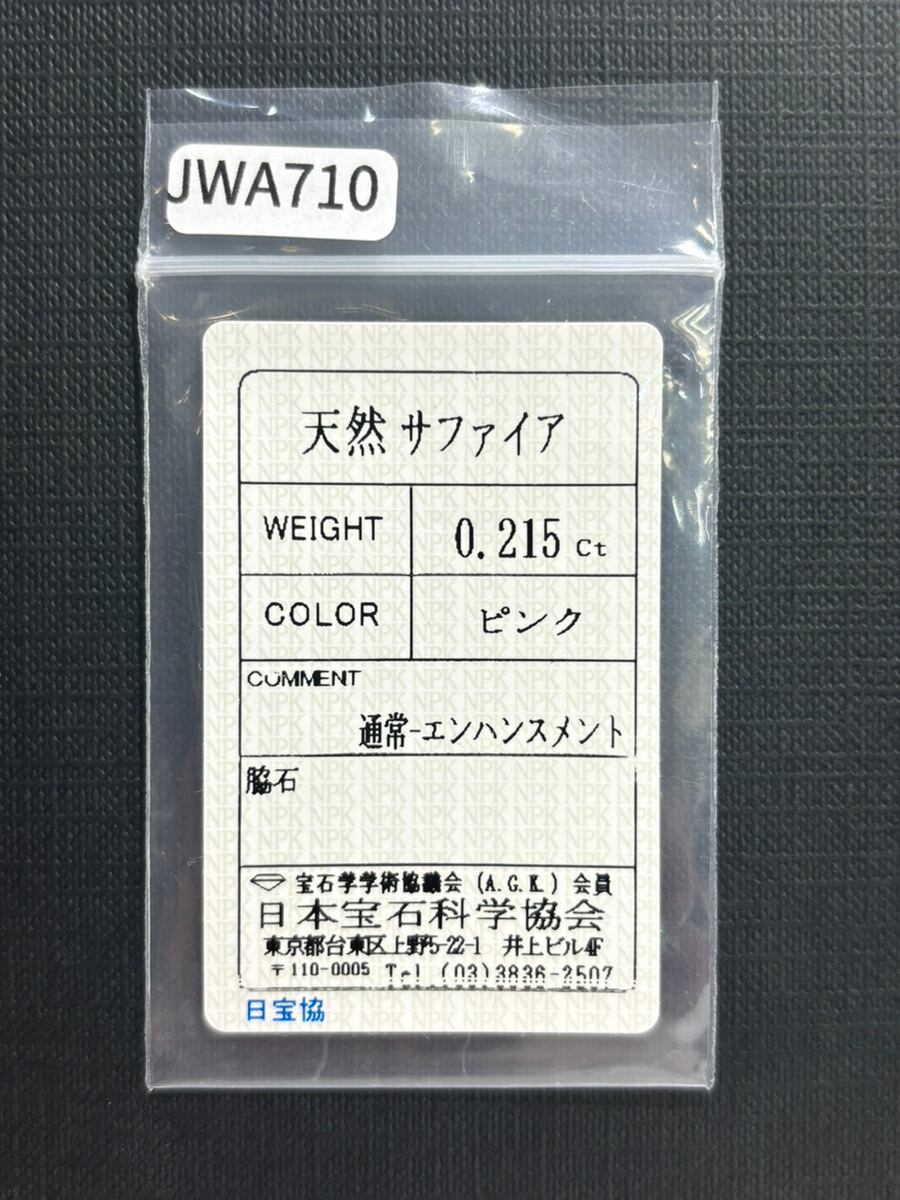 JWA710
天然 サファイア
WEIGHT 0.215 Ct
COLOR ピンク
COMMENT
通常-エンハンスメント
脇石
宝石学学術協議会 (A.G.K.) 会員
日本宝石科学協会
東京都台東区上野5-22-1 井上ビル4F
〒110-0005 Tel (03)3836-2507
日宝協